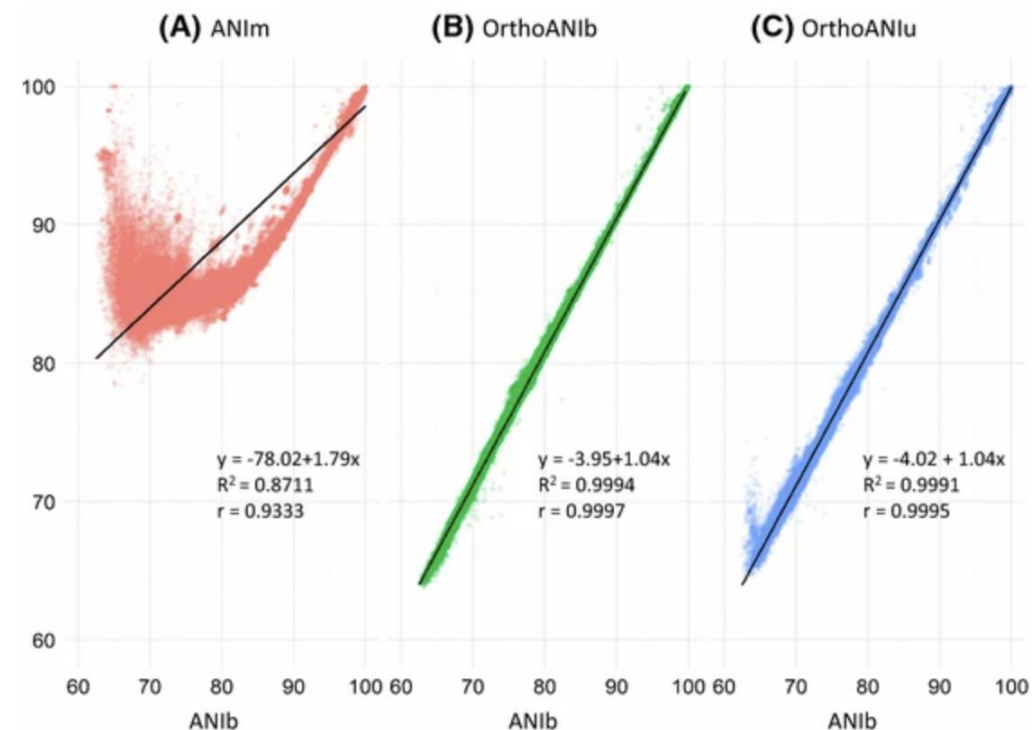 (A) ANIm
(B) OrthoANIb
(C) OrthoANIu
100
90
80
70
60
y = -78.02+1.79x
R² = 0.8711
r = 0.9333
y = -3.95+1.04x
R² = 0.9994
r = 0.9997
y = -4.02 + 1.04x
R² = 0.9991
r = 0.9995
60 70 80 90 100
60 70 80 90 100
60 70 80 90 100
ANIb
ANIb
ANIb